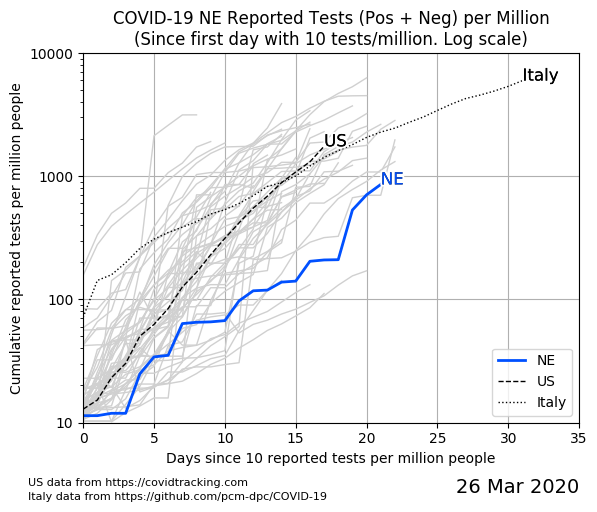 COVID-19 NE Reported Tests (Pos + Neg) per Million
(Since first day with 10 tests/million. Log scale)
Cumulative reported tests per million people
10000
1000
100
10
Italy
US
NE
NE
US
Italy
0 5 10 15 20 25 30 35
Days since 10 reported tests per million people
US data from https://covidtracking.com
Italy data from https://github.com/pcm-dpc/COVID-19
26 Mar 2020